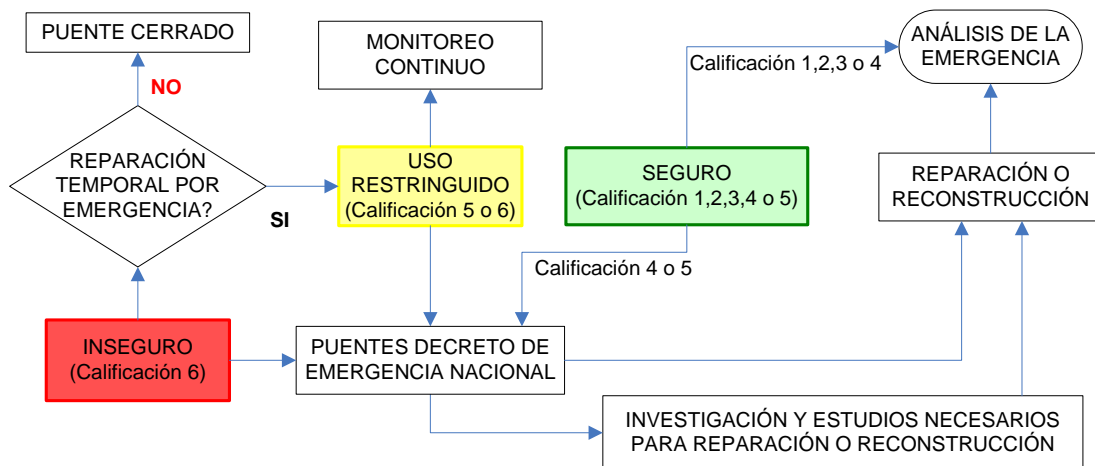 PUENTE CERRADO
MONITOREO
CONTINUO
ANÁLISIS DE LA
EMERGENCIA
Calificación 1,2,3 o 4
NO
REPARACIÓN
TEMPORAL POR
EMERGENCIA?
SI
USO
RESTRINGUIDO
(Calificación 5 o 6)
SEGURO
(Calificación 1,2,3,4 o 5)
REPARACIÓN O
RECONSTRUCCIÓN
Calificación 4 o 5
INSEGURO
(Calificación 6)
PUENTES DECRETO DE
EMERGENCIA NACIONAL
INVESTIGACIÓN Y ESTUDIOS NECESARIOS
PARA REPARACIÓN O RECONSTRUCCIÓN